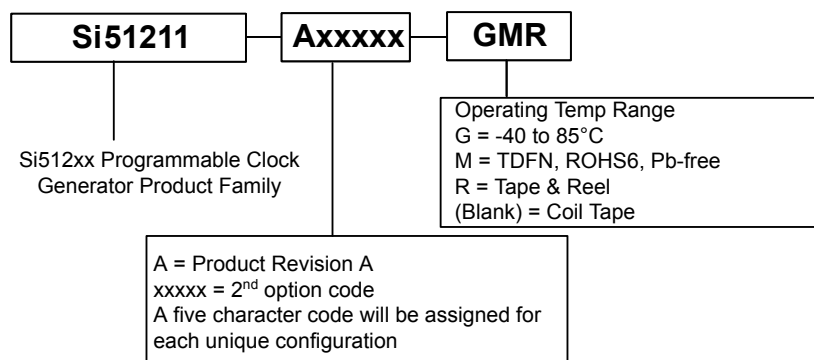 Si51211
Axxxxx
GMR
Si512xx Programmable Clock
Generator Product Family
Operating Temp Range
G = -40 to 85°C
M = TDFN, ROHS6, Pb-free
R = Tape & Reel
(Blank) = Coil Tape
A = Product Revision A
xxxxx = 2nd option code
A five character code will be assigned for
each unique configuration